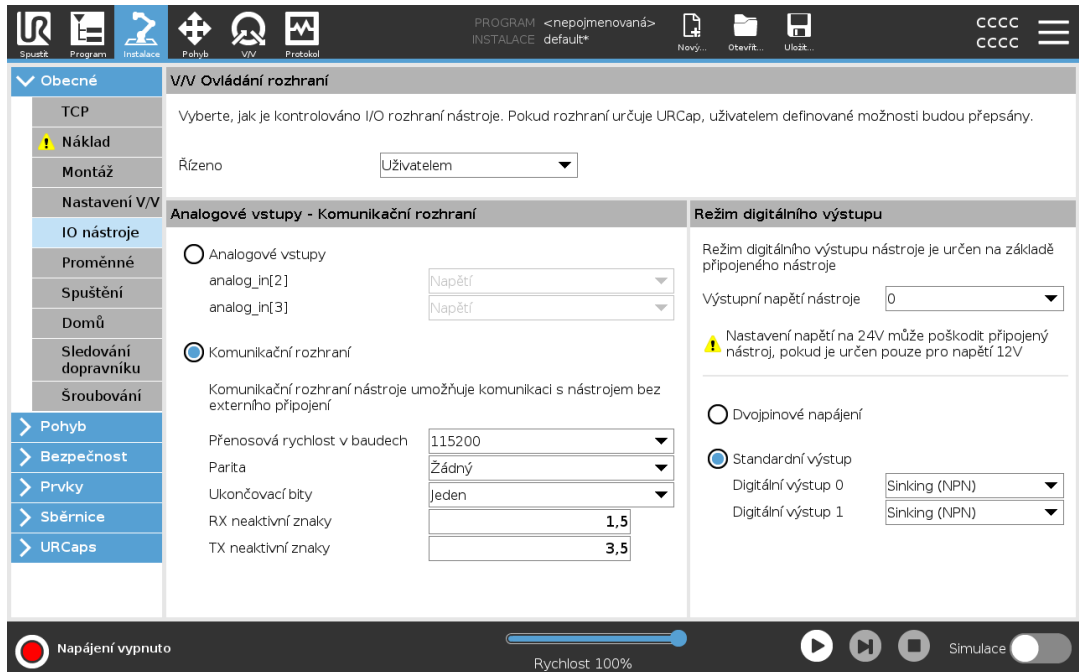 UR
PROGRAM <nepojmenovaná>
INSTALACE default*
CCCC
CCCC
Spustit Program Instalace Pohyb V/V Protokol Nový... Otevřít... Uložit...
Obecné
TCP
Náklad
Montáž
Nastavení V/V
IO nástroje
Proměnné
Spuštění
Domů
Sledování
dopravníku
Šroubování
Pohyb
Bezpečnost
Prvky
Sběrnice
URCaps
V/V Ovládání rozhraní
Vyberte, jak je kontrolováno I/O rozhraní nástroje. Pokud rozhraní určuje URCap, uživatelem definované možnosti budou přepsány.
Řízeno Uživatelem
Analogové vstupy - Komunikační rozhraní
Analogové vstupy
analog_in[2] Napětí
analog_in[3] Napětí
Komunikační rozhraní
Komunikační rozhraní nástroje umožňuje komunikaci s nástrojem bez
externího připojení
Přenosová rychlost v baudech 115200
Parita Žádný
Ukončovací bity Jeden
RX neaktivní znaky 1,5
TX neaktivní znaky 3,5
Režim digitálního výstupu
Režim digitálního výstupu nástroje je určen na základě
připojeného nástroje
Výstupní napětí nástroje 0
Nastavení napětí na 24V může poškodit připojený
nástroj, pokud je určen pouze pro napětí 12V
Dvojpinové napájení
Standardní výstup
Digitální výstup 0 Sinking (NPN)
Digitální výstup 1 Sinking (NPN)
Napájení vypnuto
Rychlost 100%
Simulace